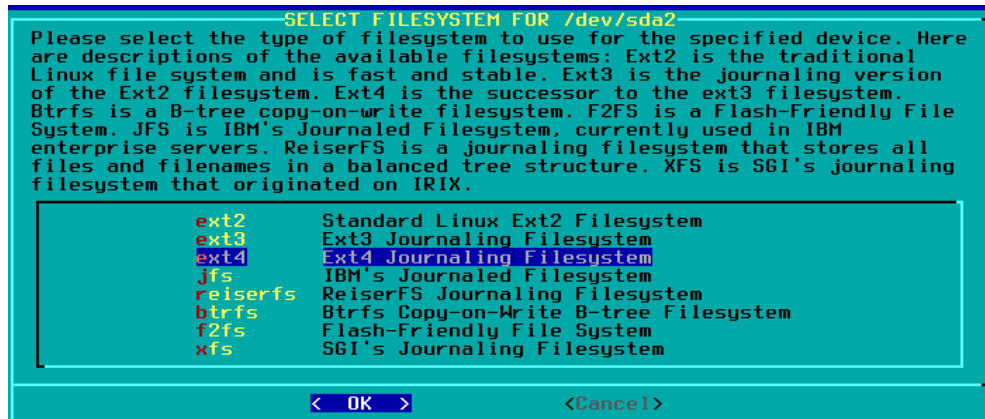 SELECT FILESYSTEM FOR /dev/sda2
Please select the type of filesystem to use for the specified device. Here
are descriptions of the available filesystems: Ext2 is the traditional
Linux file system and is fast and stable. Ext3 is the journaling version
of the Ext2 filesystem. Ext4 is the successor to the ext3 filesystem.
Btrfs is a B-tree copy-on-write filesystem. F2FS is a Flash-Friendly File
System. JFS is IBM's Journaled Filesystem, currently used in IBM
enterprise servers. ReiserFS is a journaling filesystem that stores all
files and filenames in a balanced tree structure. XFS is SGI's journaling
filesystem that originated on IRIX.
ext2 Standard Linux Ext2 Filesystem
ext3 Ext3 Journaling Filesystem
ext4 Ext4 Journaling Filesystem
jfs IBM's Journaled Filesystem
reiserfs ReiserFS Journaling Filesystem
btrfs Btrfs Copy-on-Write B-tree Filesystem
f2fs Flash-Friendly File System
xfs SGI's Journaling Filesystem
< OK > <Cancel>